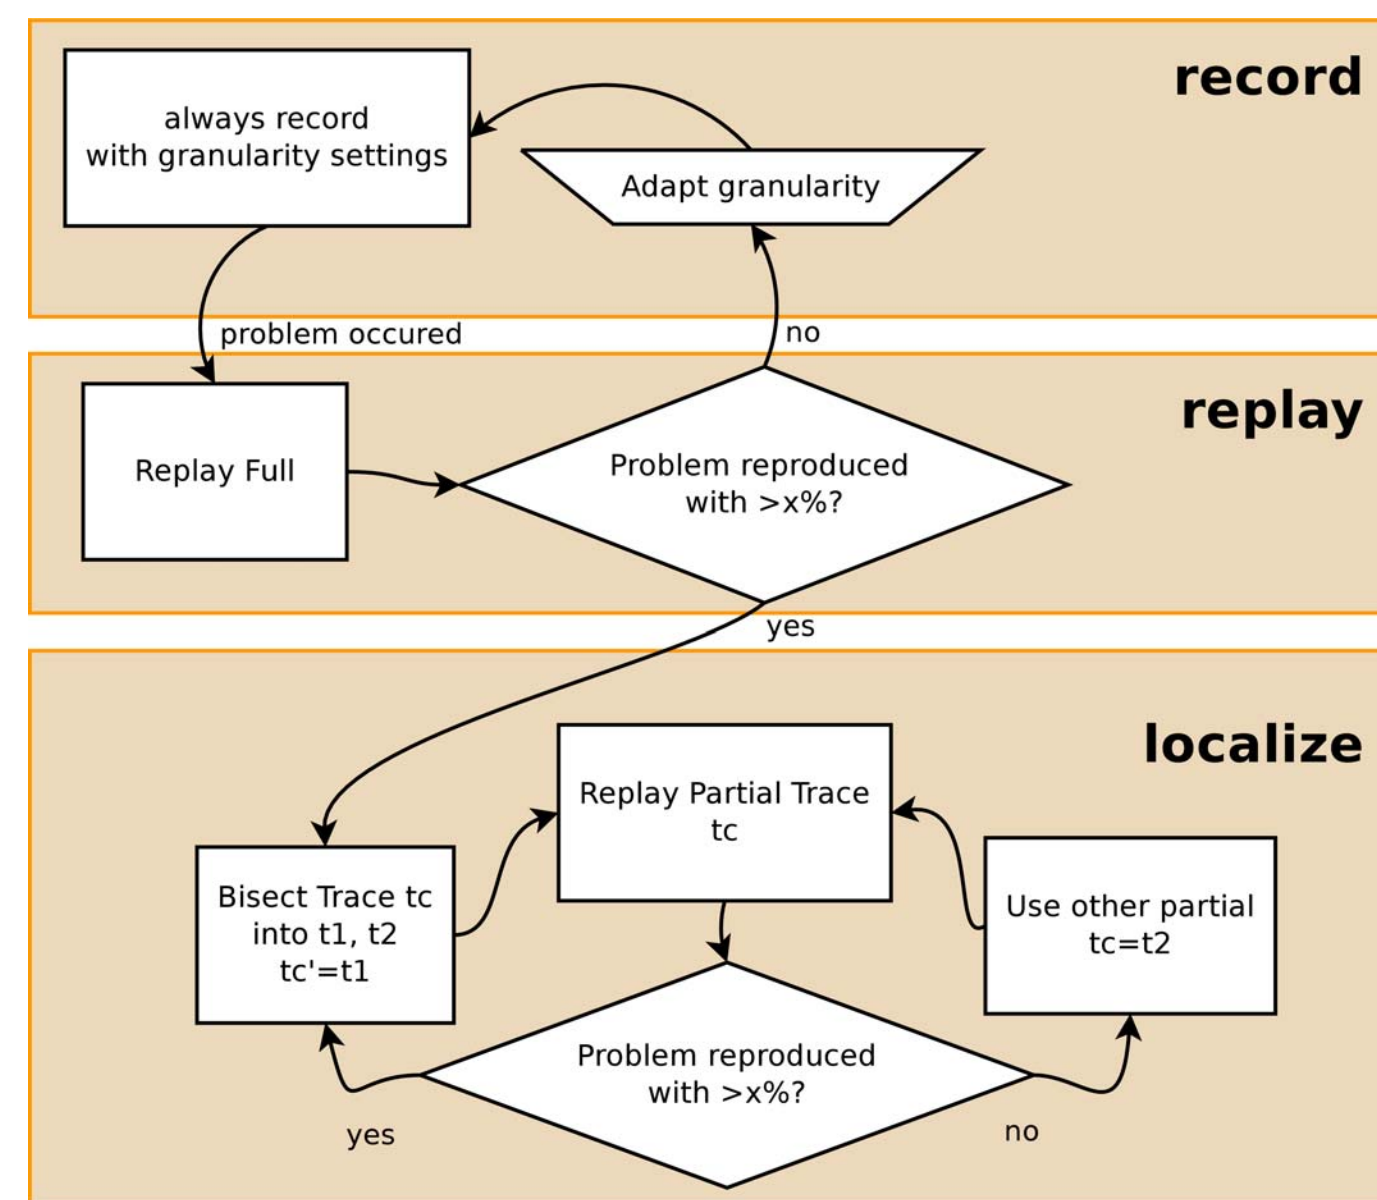 record
always record
with granularity settings
Adapt granularity
problem occured
no
replay
Replay Full
Problem reproduced
with >x%?
yes
localize
Replay Partial Trace
tc
Bisect Trace tc
into t1, t2
tc'=t1
Use other partial
tc=t2
Problem reproduced
with >x%?
yes
no